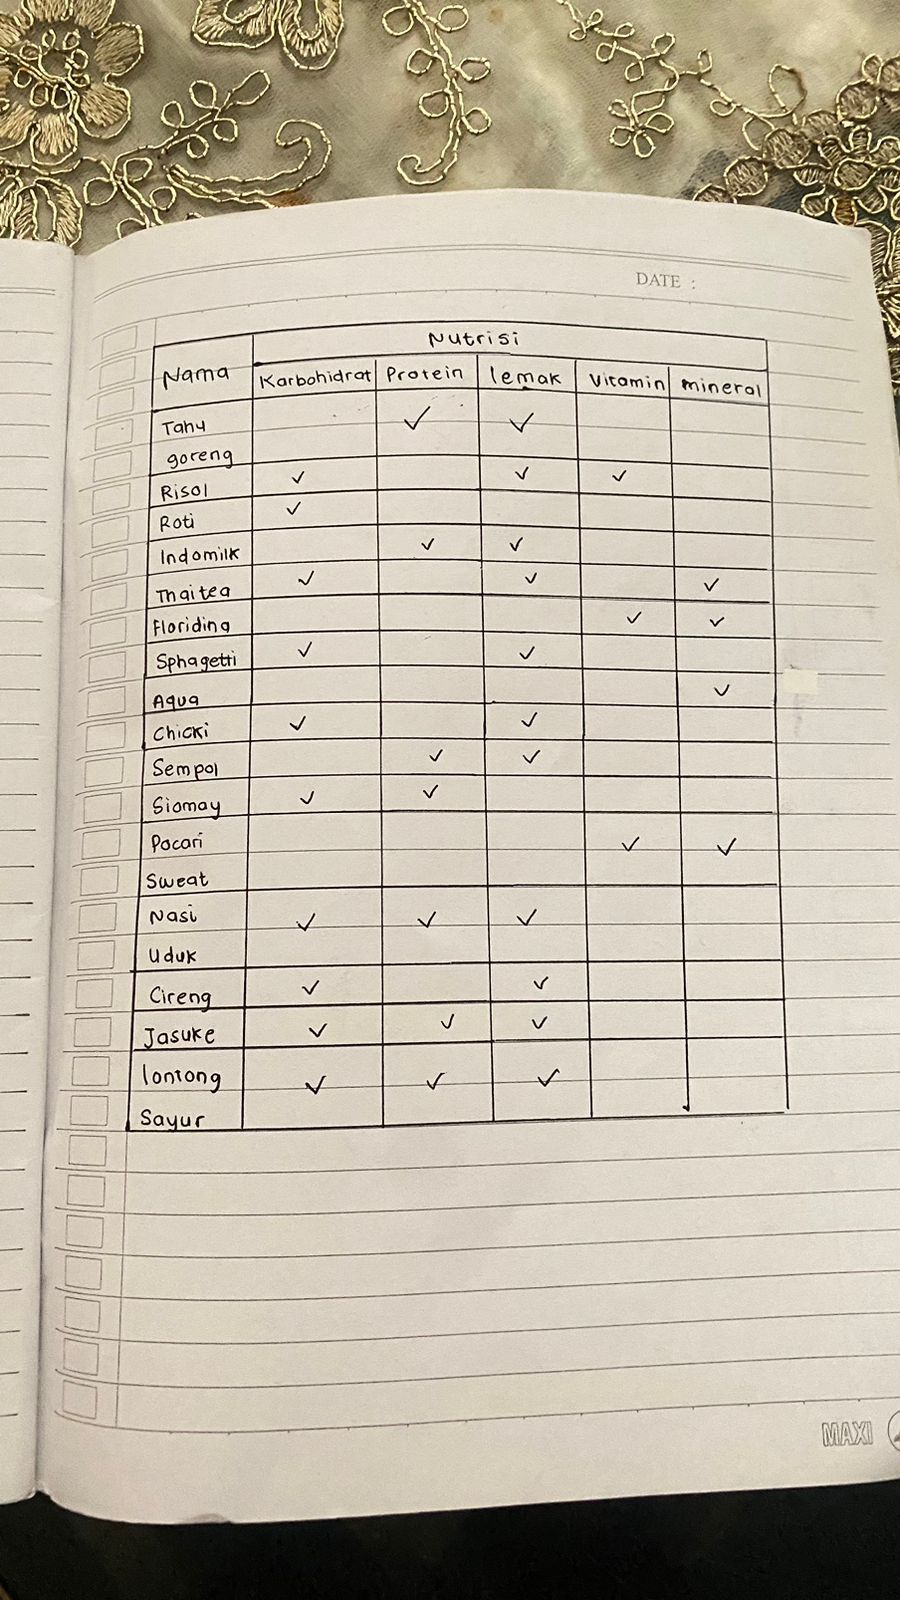 DATE :
Nama Nutrisi
Karbohidrat Protein lemak Vitamin mineral
Tahu ✓ ✓
goreng
Risol ✓ ✓ ✓
Roti ✓
Indomilk ✓ ✓
Thaitea ✓ ✓ ✓
Floridina ✓ ✓
Sphagetti ✓ ✓
Aqua ✓
Chicki ✓ ✓
Sempol ✓ ✓
Siomay ✓ ✓
Pocari ✓ ✓
Sweat
Nasi ✓ ✓ ✓
Uduk
Cireng ✓ ✓
Jasuke ✓ ✓ ✓
lontong ✓ ✓ ✓
Sayur
MAXI